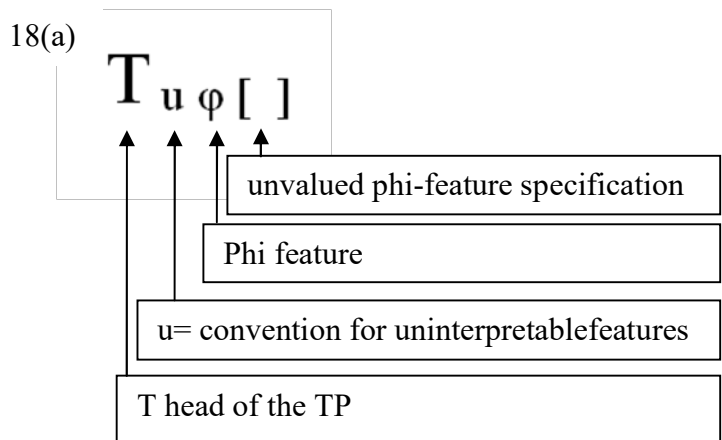 18(a)
T u φ [ ]
unvalued phi-feature specification
Phi feature
u= convention for uninterpretablefeatures
T head of the TP